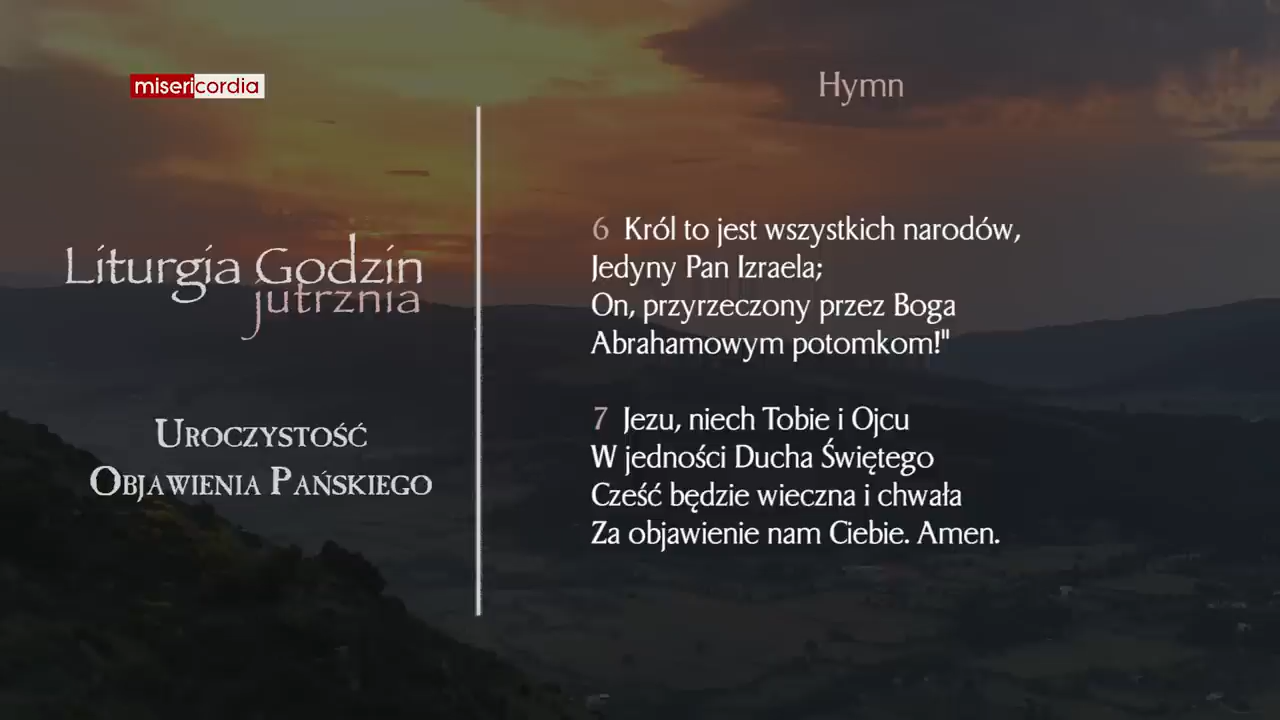 misericordia
Hymn
Liturgia Godzin
jutrznia
Uroczystość
Objawienia Pańskiego
6 Król to jest wszystkich narodów,
Jedyny Pan Izraela;
On, przyrzeczony przez Boga
Abrahamowym potomkom!"
7 Jezu, niech Tobie i Ojcu
W jedności Ducha Świętego
Cześć będzie wieczna i chwała
Za objawienie nam Ciebie. Amen.